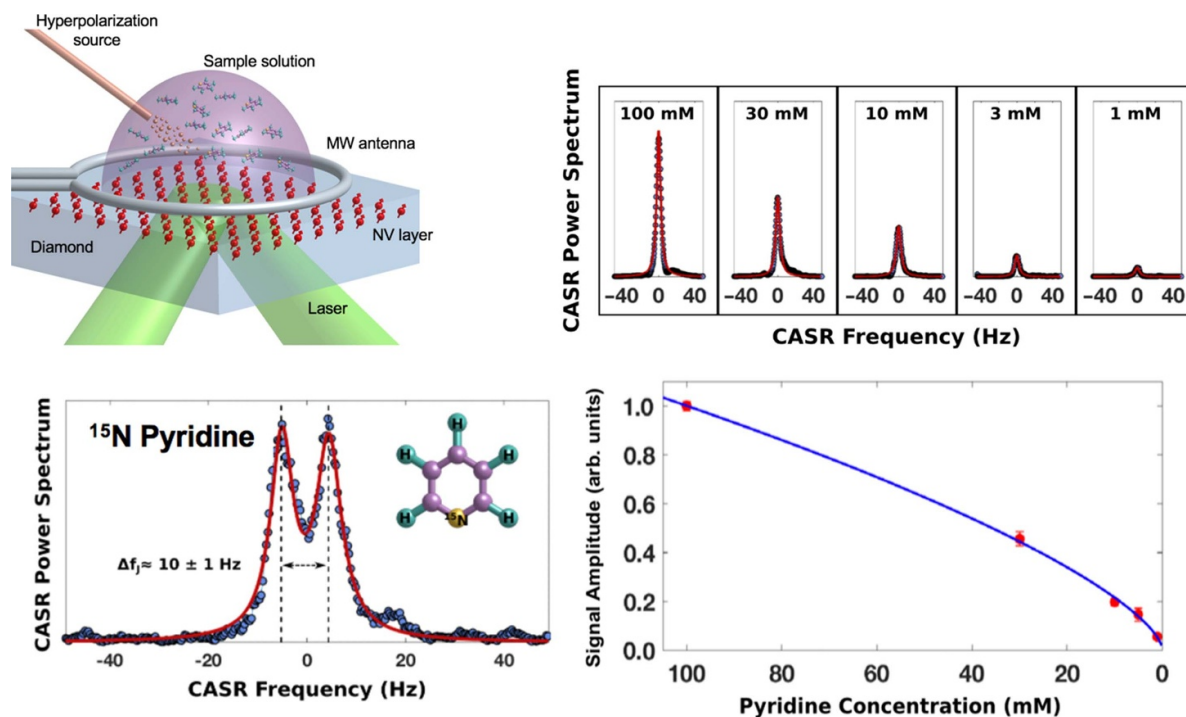 Hyperpolarization
source
Sample solution
MW antenna
Diamond
NV layer
Laser
CASR Power Spectrum
100 mM
30 mM
10 mM
3 mM
1 mM
−40 0 40
−40 0 40
−40 0 40
−40 0 40
−40 0 40
CASR Frequency (Hz)
CASR Power Spectrum
¹⁵N Pyridine
H
H
H
H
¹⁵N
H
Δfⱼ≈ 10 ± 1 Hz
-40 -20 0 20 40
CASR Frequency (Hz)
Signal Amplitude (arb. units)
1.0
0.8
0.6
0.4
0.2
0.0
100 80 60 40 20 0
Pyridine Concentration (mM)